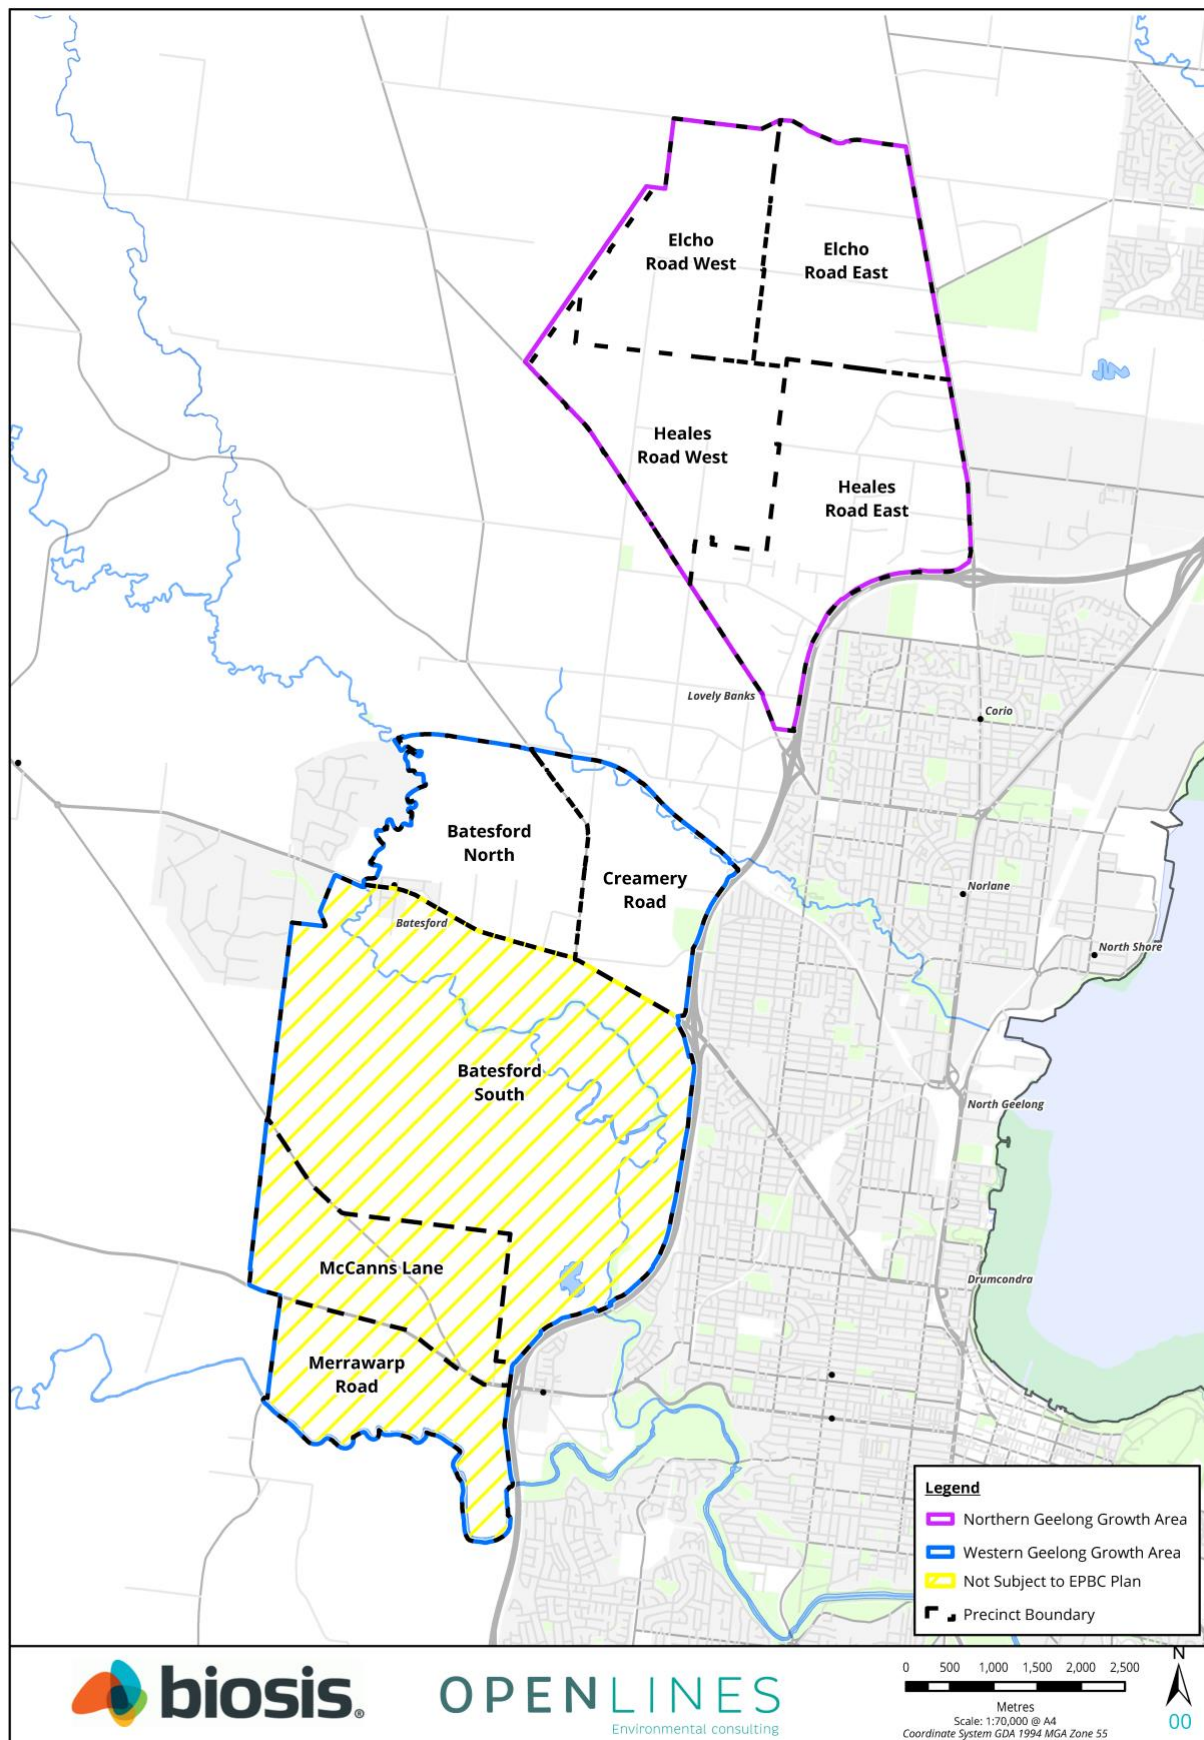 Elcho
Road West
Elcho
Road East
Heales
Road West
Heales
Road East
Lovely Banks
Corio
Batesford
North
Creamery
Road
Norlane
Batesford
North Shore
Batesford
South
North Geelong
McCanns Lane
Drumcondra
Merrawarp
Road
Legend
Northern Geelong Growth Area
Western Geelong Growth Area
Not Subject to EPBC Plan
Precinct Boundary
biosis®
OPENLINES
Environmental consulting
0 500 1,000 1,500 2,000 2,500
Metres
Scale: 1:70,000 @ A4
Coordinate System GDA 1994 MGA Zone 55
N
00